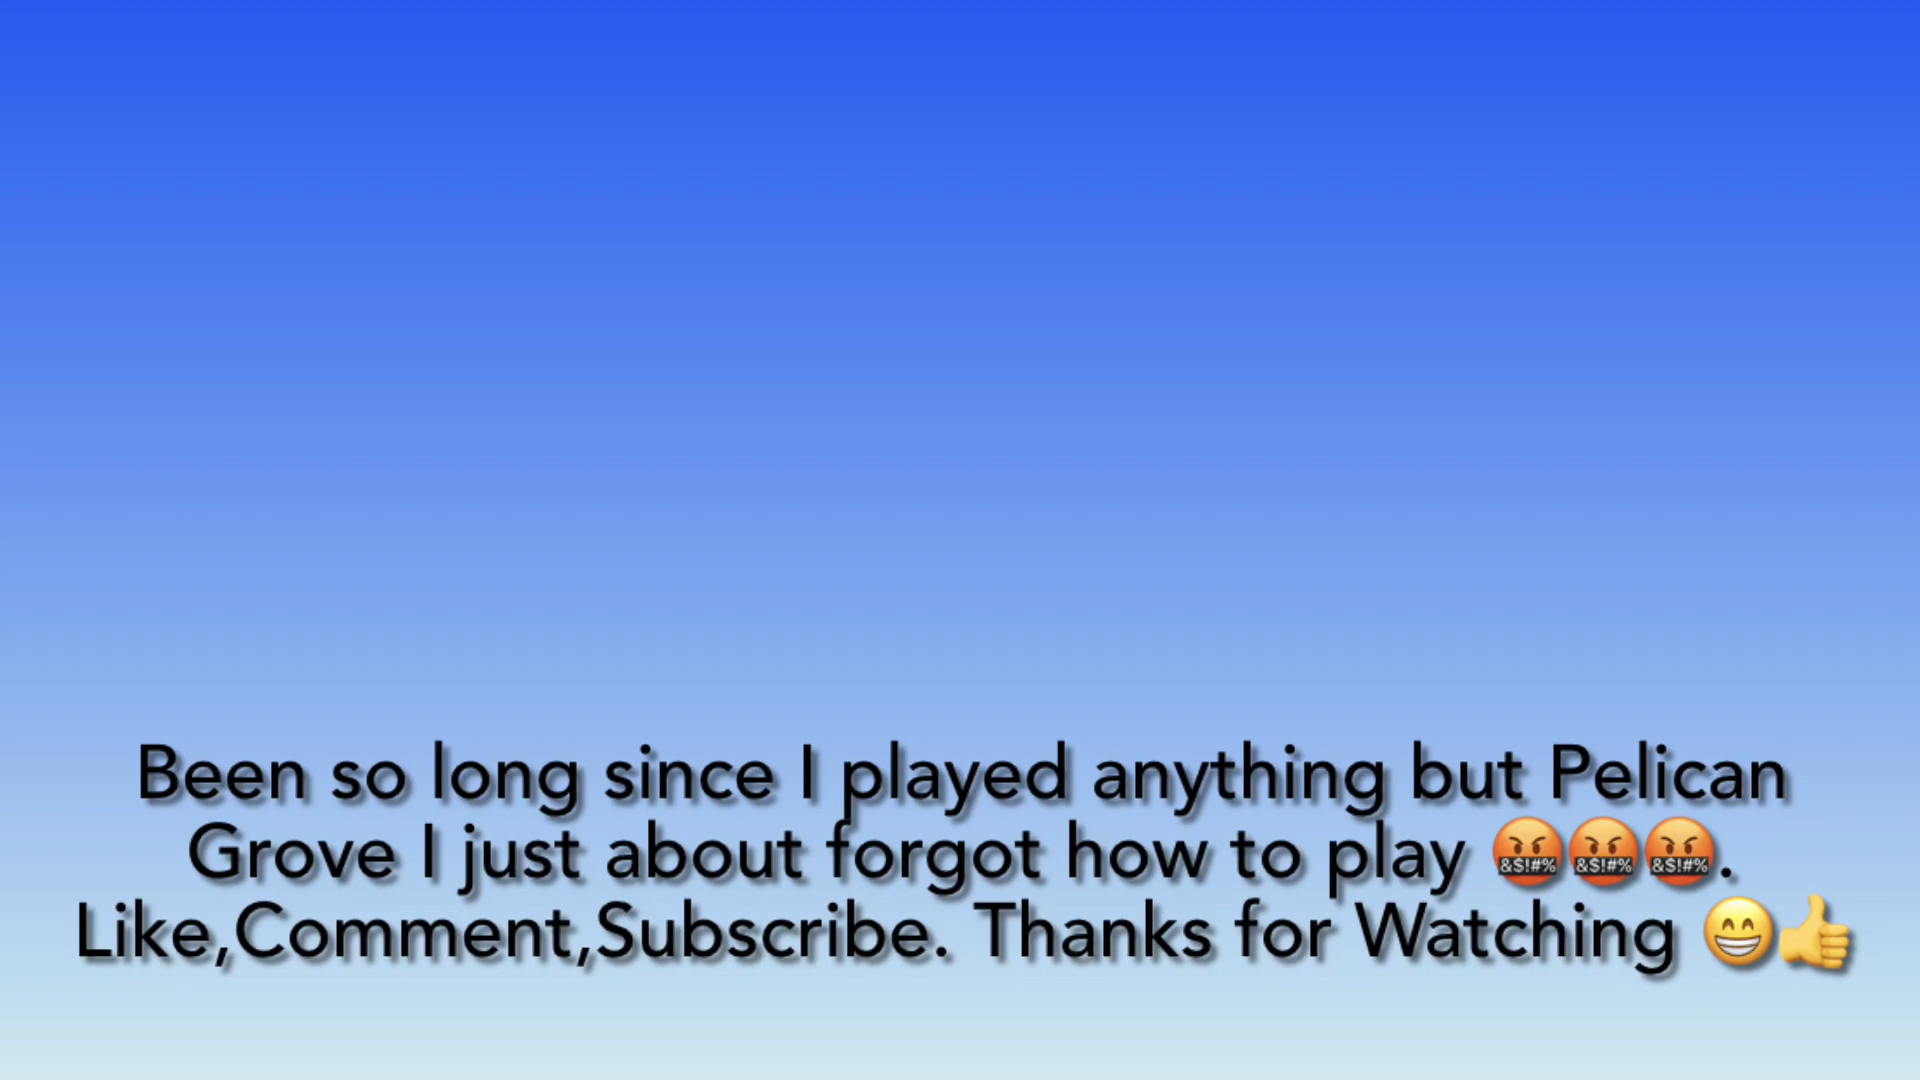 Been so long since I played anything but Pelican
Grove I just about forgot how to play 🤬🤬🤬.
Like,Comment,Subscribe. Thanks for Watching 😁👍